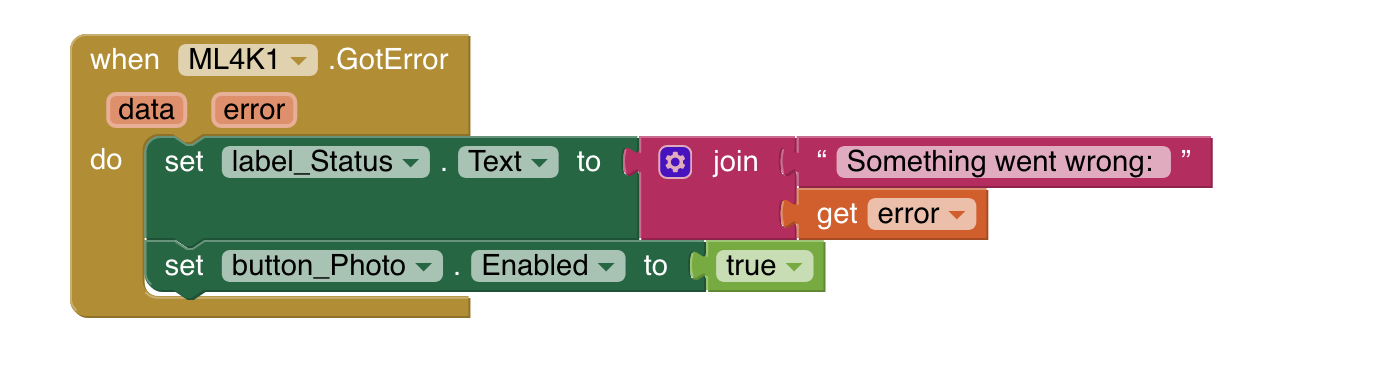 when ML4K1 .GotError
data error
do set label_Status . Text to join “ Something went wrong: ”
get error
set button_Photo . Enabled to true